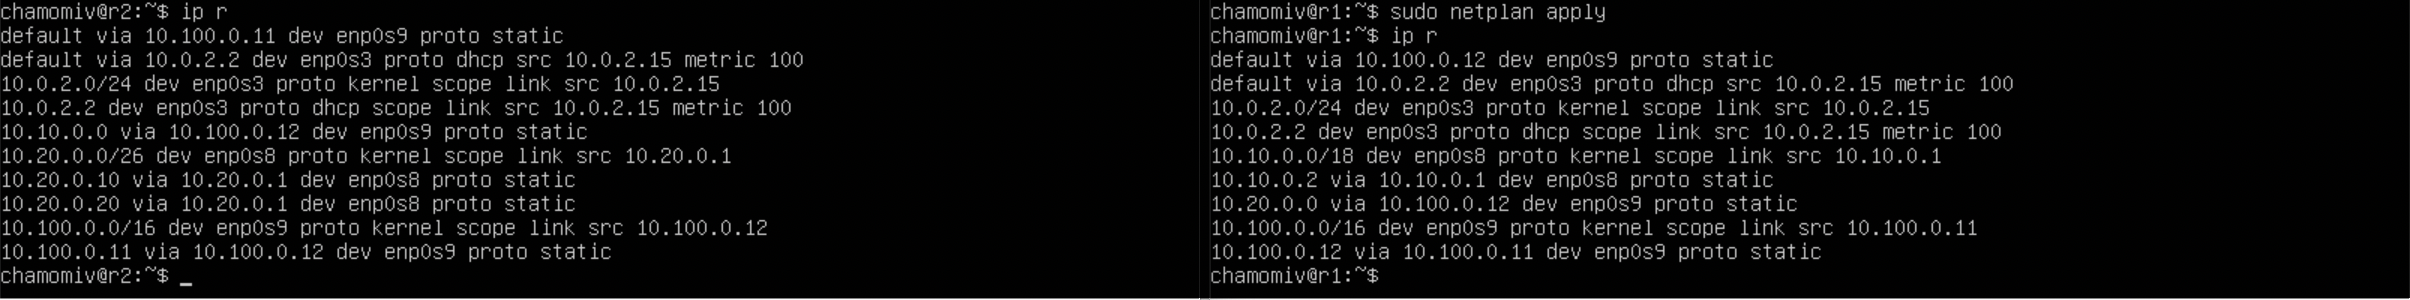 chamomiv@r2:~$ ip r
default via 10.100.0.11 dev enp0s9 proto static
default via 10.0.2.2 dev enp0s3 proto dhcp src 10.0.2.15 metric 100
10.0.2.0/24 dev enp0s3 proto kernel scope link src 10.0.2.15
10.0.2.2 dev enp0s3 proto dhcp scope link src 10.0.2.15 metric 100
10.10.0.0 via 10.100.0.12 dev enp0s9 proto static
10.20.0.0/26 dev enp0s8 proto kernel scope link src 10.20.0.1
10.20.0.10 via 10.20.0.1 dev enp0s8 proto static
10.20.0.20 via 10.20.0.1 dev enp0s8 proto static
10.100.0.0/16 dev enp0s9 proto kernel scope link src 10.100.0.12
10.100.0.11 via 10.100.0.12 dev enp0s9 proto static
chamomiv@r2:~$ _
chamomiv@r1:~$ sudo netplan apply
chamomiv@r1:~$ ip r
default via 10.100.0.12 dev enp0s9 proto static
default via 10.0.2.2 dev enp0s3 proto dhcp src 10.0.2.15 metric 100
10.0.2.0/24 dev enp0s3 proto kernel scope link src 10.0.2.15
10.0.2.2 dev enp0s3 proto dhcp scope link src 10.0.2.15 metric 100
10.10.0.0/18 dev enp0s8 proto kernel scope link src 10.10.0.1
10.10.0.2 via 10.10.0.1 dev enp0s8 proto static
10.20.0.0 via 10.100.0.12 dev enp0s9 proto static
10.100.0.0/16 dev enp0s9 proto kernel scope link src 10.100.0.11
10.100.0.12 via 10.100.0.11 dev enp0s9 proto static
chamomiv@r1:~$